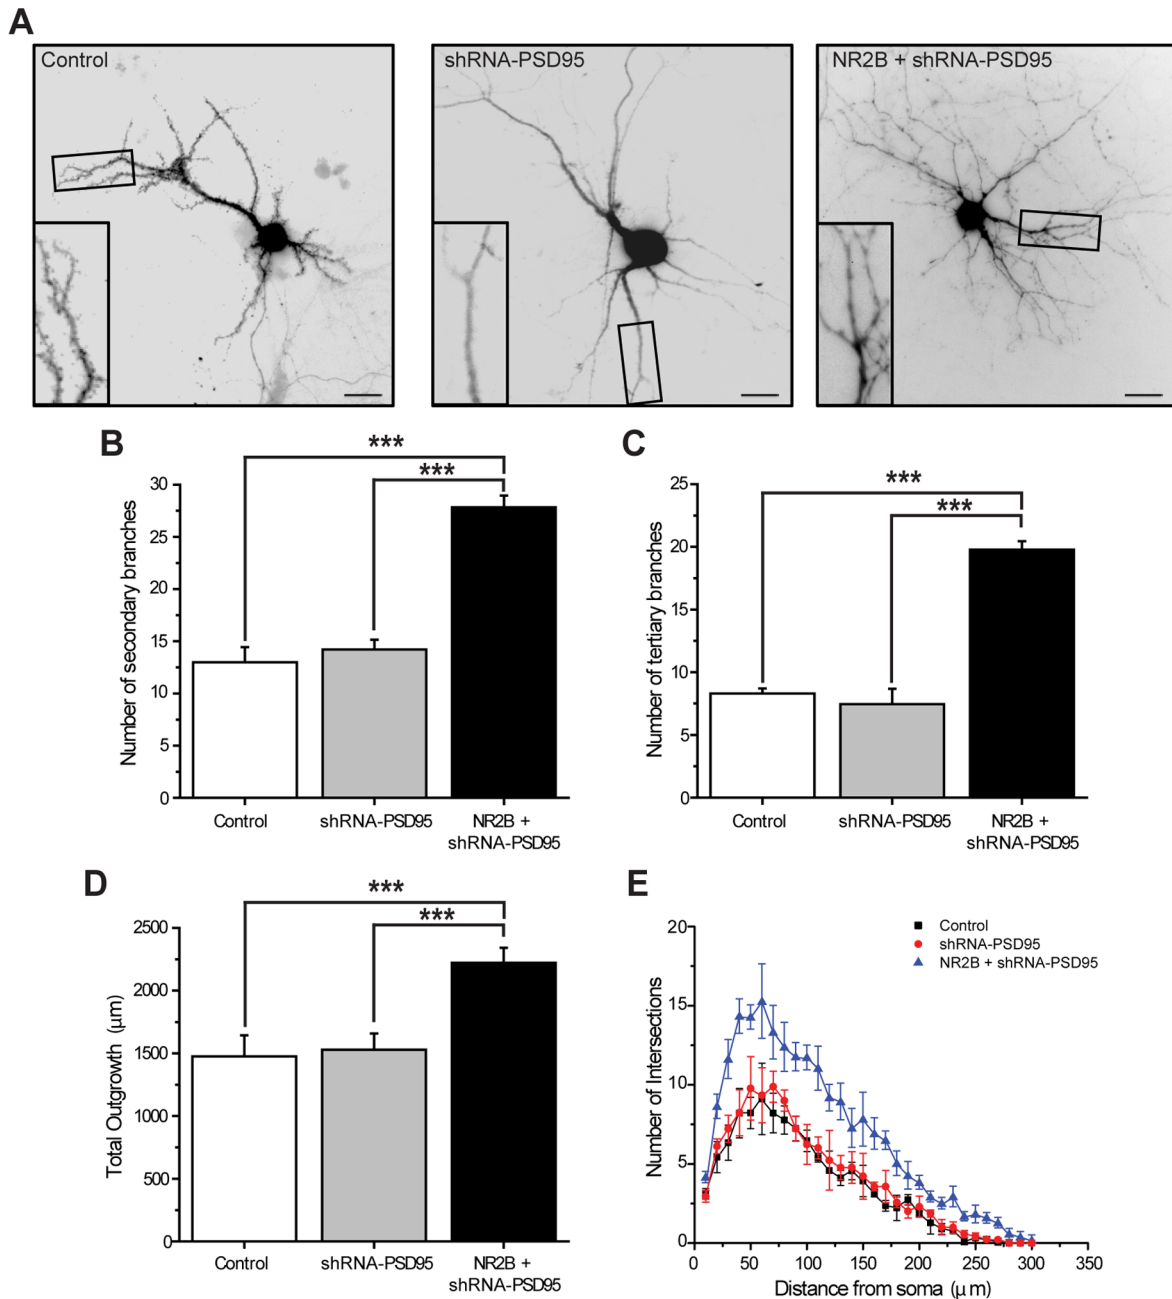 A
Control
shRNA-PSD95
NR2B + shRNA-PSD95
B
***
***
Number of secondary branches
30
25
20
15
10
5
0
Control
shRNA-PSD95
NR2B +
shRNA-PSD95
C
***
***
Number of tertiary branches
25
20
15
10
5
0
Control
shRNA-PSD95
NR2B +
shRNA-PSD95
D
***
***
Total Outgrowth (μm)
2500
2000
1500
1000
500
0
Control
shRNA-PSD95
NR2B +
shRNA-PSD95
E
Control
shRNA-PSD95
NR2B + shRNA-PSD95
Number of Intersections
20
15
10
5
0
0
50
100
150
200
250
300
350
Distance from soma (μm)